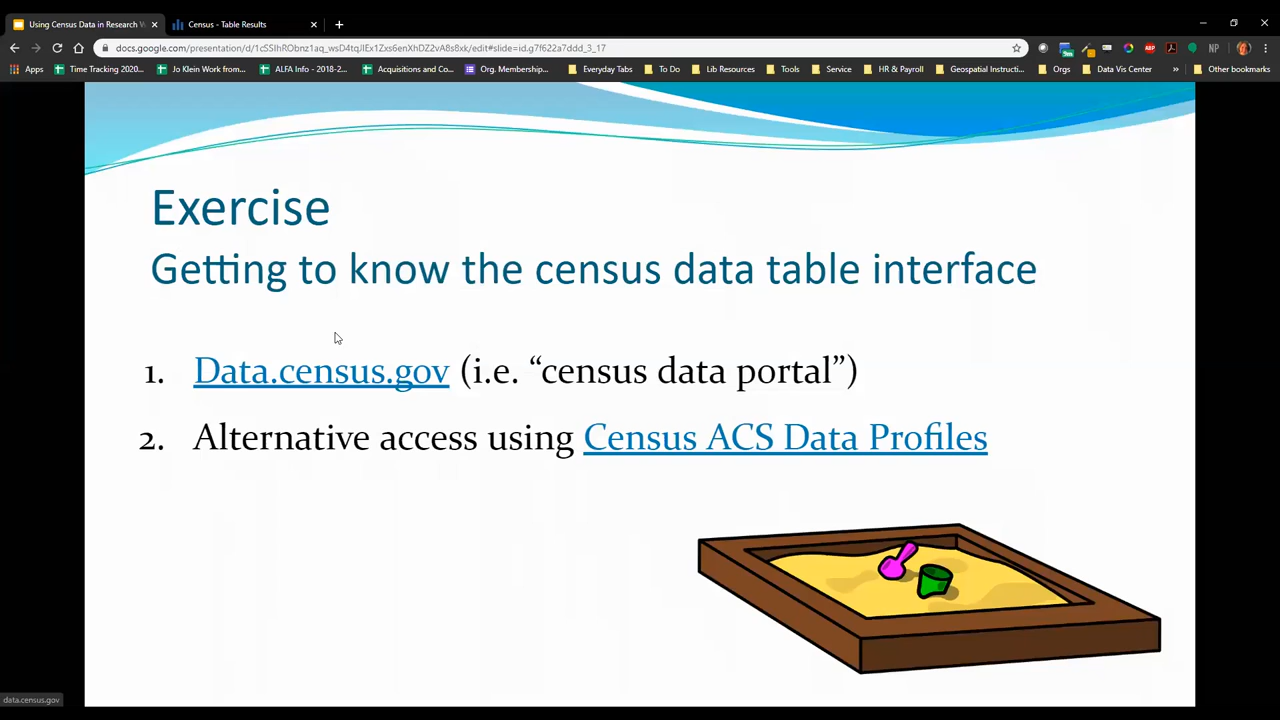 Using Census Data in Research W
Census - Table Results
docs.google.com/presentation/d/1cSSIhRObnz1aq_wsD4tqJlEx1Zxs6enXhDZ2vA8s8xk/edit#slide=id.g7f622a7ddd_3_17
5m
ABP
NP
Apps
Time Tracking 2020...
Jo Klein Work from...
ALFA Info - 2018-2...
Acquisitions and Co...
Org. Membership...
Everyday Tabs
To Do
Lib Resources
Tools
Service
HR & Payroll
Geospatial Instructi...
Orgs
Data Vis Center
»
Other bookmarks
Exercise
Getting to know the census data table interface
1. Data.census.gov (i.e. “census data portal”)
2. Alternative access using Census ACS Data Profiles
data.census.gov